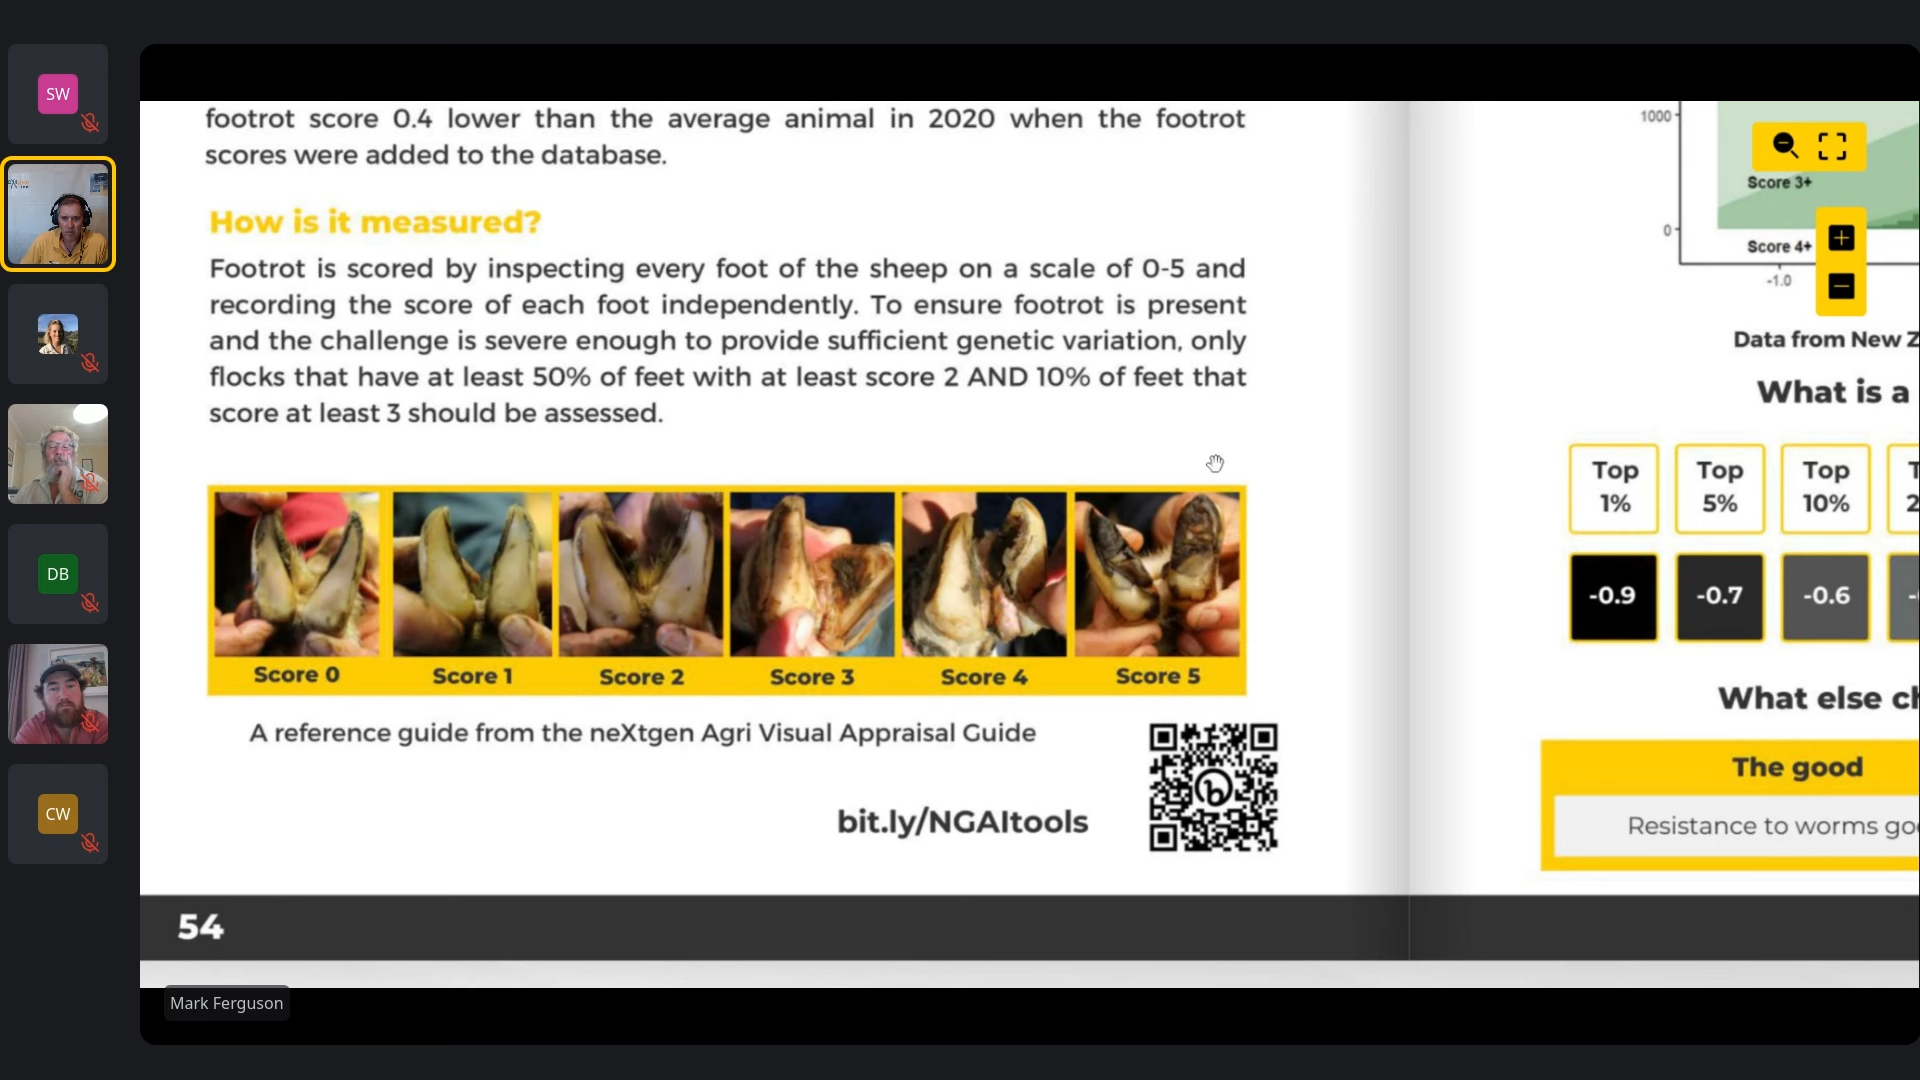 SW
DB
CW
footrot score 0.4 lower than the average animal in 2020 when the footrot
scores were added to the database.
How is it measured?
Footrot is scored by inspecting every foot of the sheep on a scale of 0-5 and
recording the score of each foot independently. To ensure footrot is present
and the challenge is severe enough to provide sufficient genetic variation, only
flocks that have at least 50% of feet with at least score 2 AND 10% of feet that
score at least 3 should be assessed.
Score 0 Score 1 Score 2 Score 3 Score 4 Score 5
A reference guide from the neXtgen Agri Visual Appraisal Guide
bit.ly/NGAItools
54
Mark Ferguson
1000
Score 3+
0
Score 4+
-1.0
Data from New Z
What is a
Top Top Top
1% 5% 10% 2
-0.9 -0.7 -0.6
What else ch
The good
Resistance to worms go